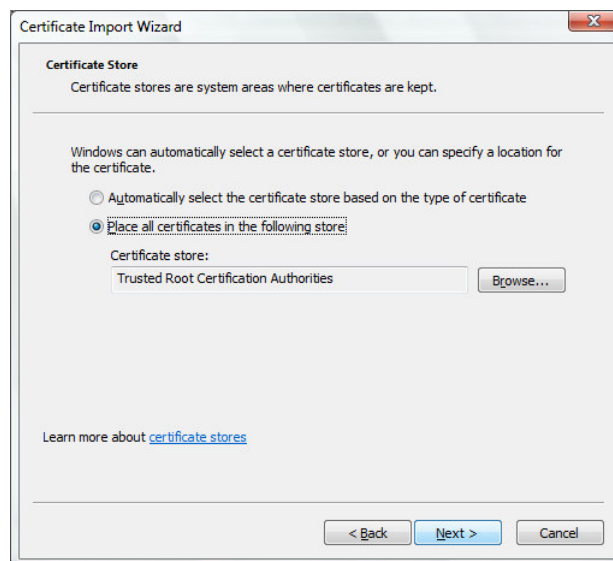 Certificate Import Wizard
Certificate Store
Certificate stores are system areas where certificates are kept.
Windows can automatically select a certificate store, or you can specify a location for
the certificate.
Automatically select the certificate store based on the type of certificate
Place all certificates in the following store
Certificate store:
Trusted Root Certification Authorities
Browse...
Learn more about certificate stores
< Back
Next >
Cancel